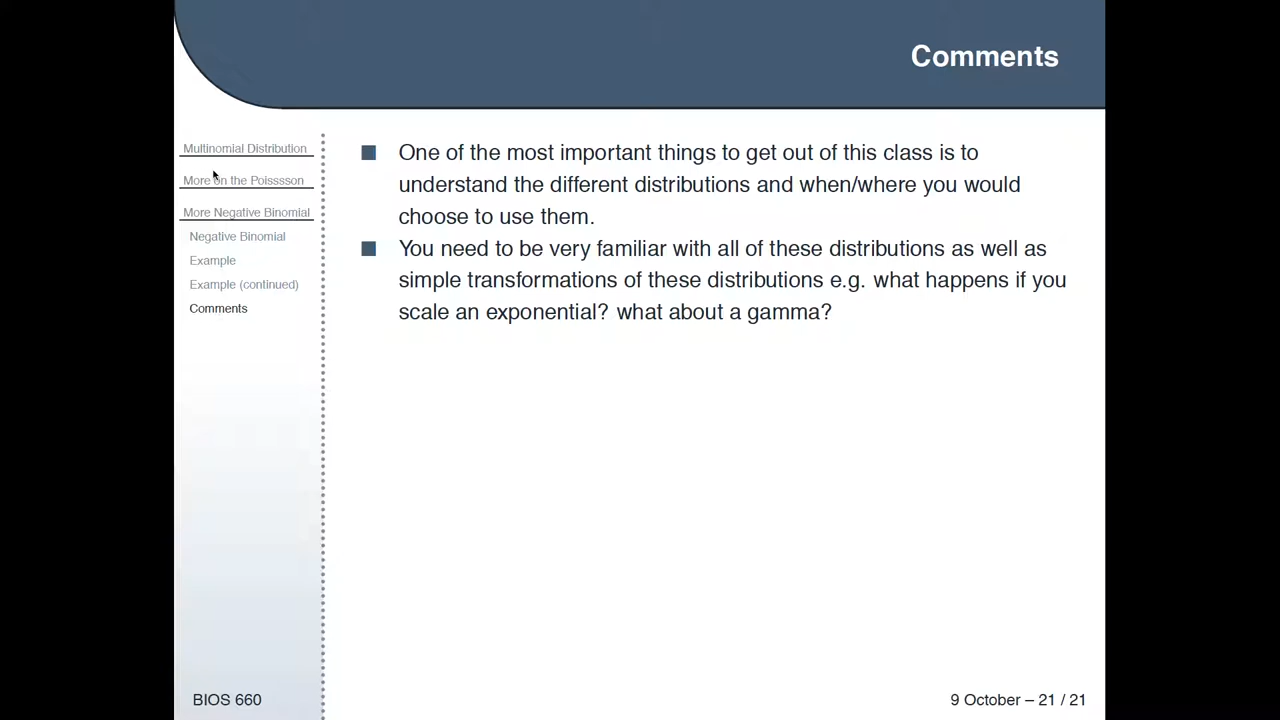 Comments
Multinomial Distribution
More on the Poisssson
More Negative Binomial
Negative Binomial
Example
Example (continued)
Comments
One of the most important things to get out of this class is to
understand the different distributions and when/where you would
choose to use them.
You need to be very familiar with all of these distributions as well as
simple transformations of these distributions e.g. what happens if you
scale an exponential? what about a gamma?
BIOS 660
9 October – 21 / 21